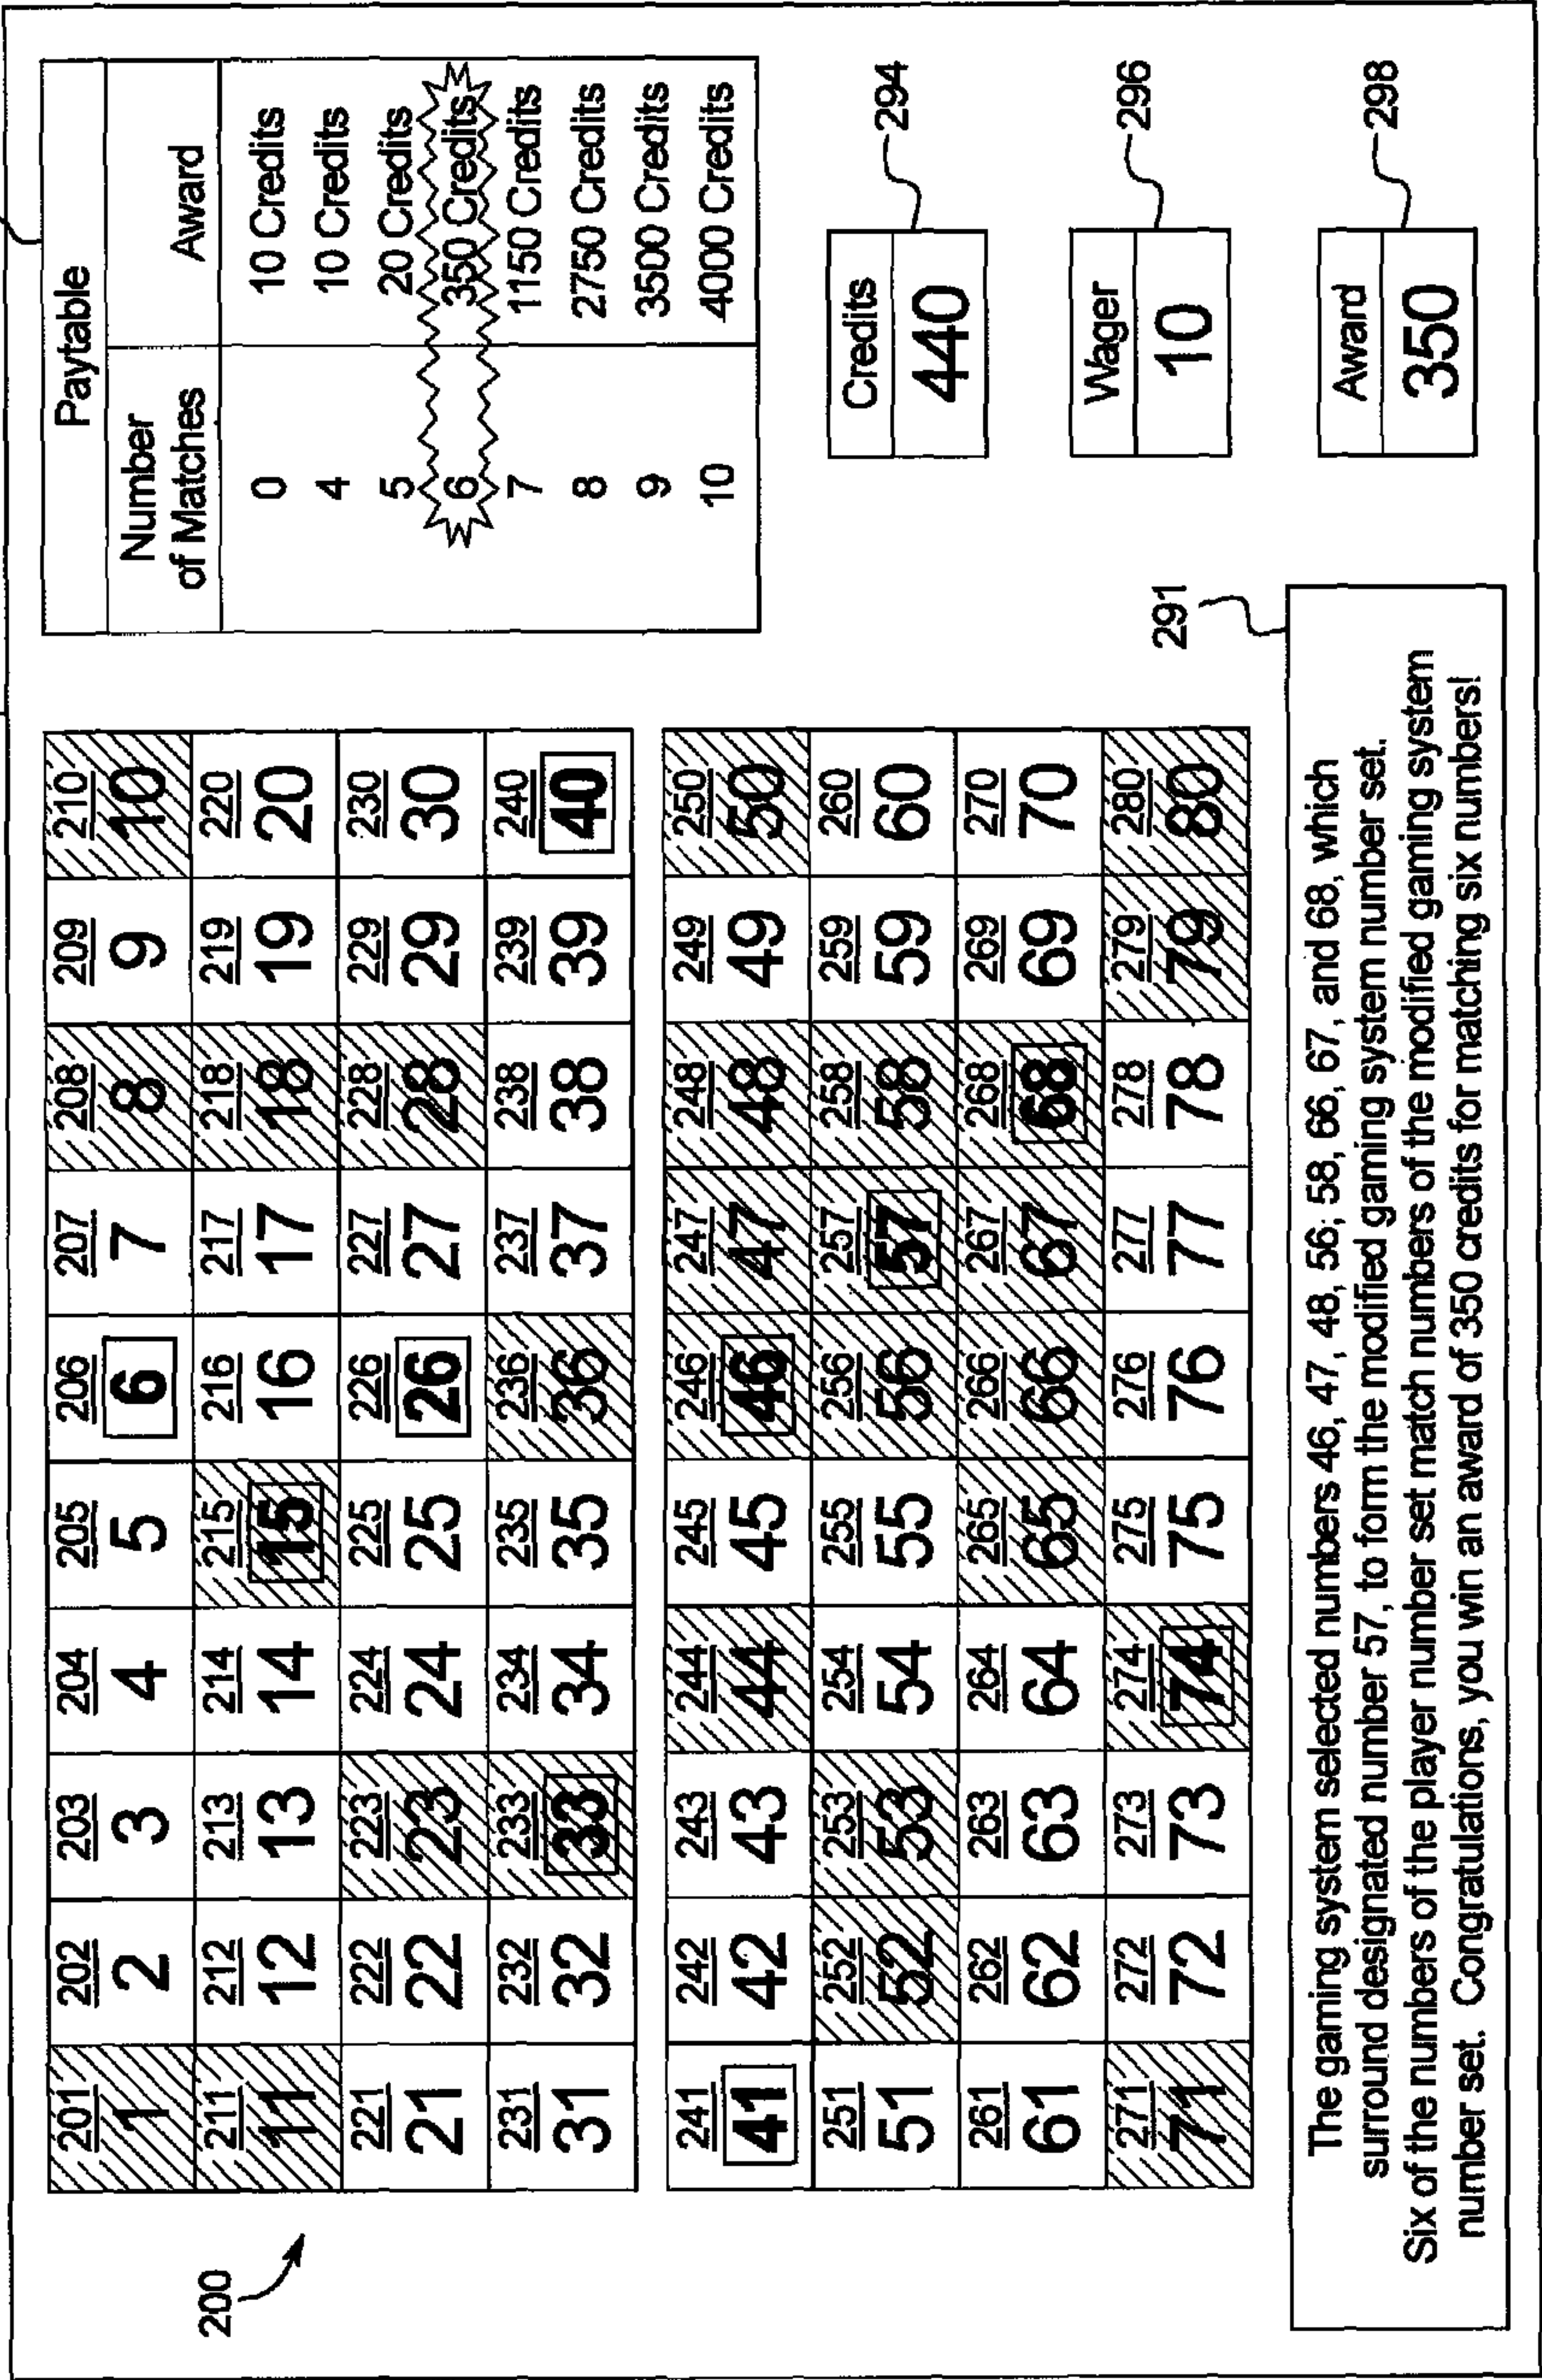 200
201 202 203 204 205 206 207 208 209 210
1 2 3 4 5 6 7 8 9 10
211 212 213 214 215 216 217 218 219 220
11 12 13 14 15 16 17 18 19 20
221 222 223 224 225 226 227 228 229 230
21 22 23 24 25 26 27 28 29 30
231 232 233 234 235 236 237 238 239 240
31 32 33 34 35 36 37 38 39 40
241 242 243 244 245 246 247 248 249 250
41 42 43 44 45 46 47 48 49 50
251 252 253 254 255 256 257 258 259 260
51 52 53 54 55 56 57 58 59 60
261 262 263 264 265 266 267 268 269 270
61 62 63 64 65 66 67 68 69 70
271 272 273 274 275 276 277 278 279 280
71 72 73 74 75 76 77 78 79 80
Paytable
Number
of Matches Award
0 10 Credits
4 10 Credits
5 20 Credits
6 350 Credits
7 1150 Credits
8 2750 Credits
9 3500 Credits
10 4000 Credits
Credits
440
294
Wager
10
296
Award
350
298
291
The gaming system selected numbers 46, 47, 48, 56, 58, 66, 67, and 68, which
surround designated number 57, to form the modified gaming system number set.
Six of the numbers of the player number set match numbers of the modified gaming system
number set. Congratulations, you win an award of 350 credits for matching six numbers!